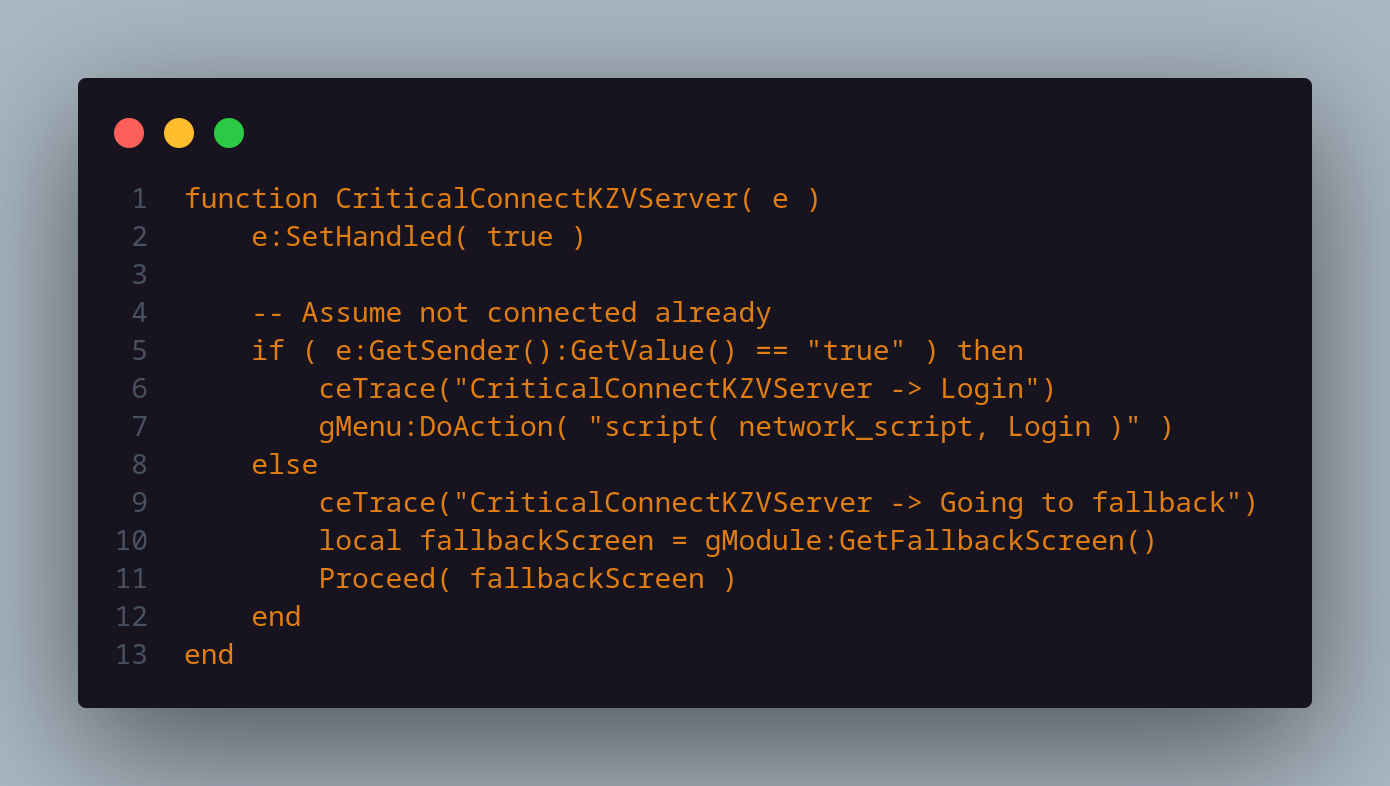 1 function CriticalConnectKZVServer( e )
2     e:SetHandled( true )
3
4     -- Assume not connected already
5     if ( e:GetSender():GetValue() == "true" ) then
6         ceTrace("CriticalConnectKZVServer -> Login")
7         gMenu:DoAction( "script( network_script, Login )" )
8     else
9         ceTrace("CriticalConnectKZVServer -> Going to fallback")
10         local fallbackScreen = gModule:GetFallbackScreen()
11         Proceed( fallbackScreen )
12     end
13 end